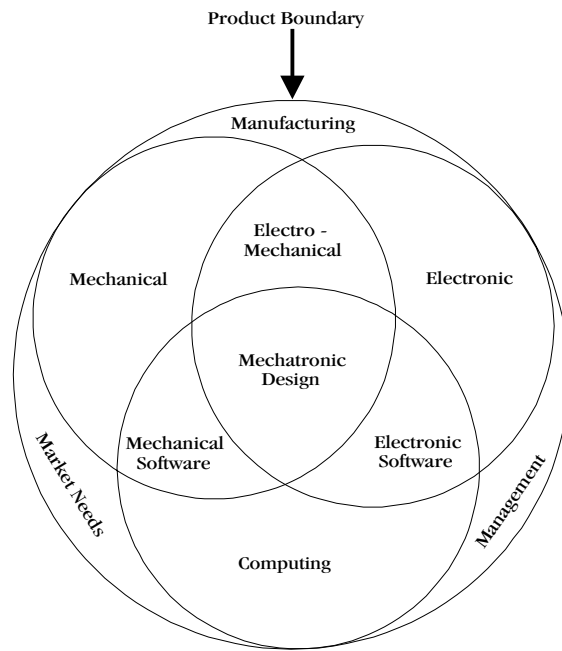 Product Boundary
Manufacturing
Electro -
Mechanical
Mechanical
Electronic
Mechatronic
Design
Mechanical
Software
Electronic
Software
Market Needs
Management
Computing